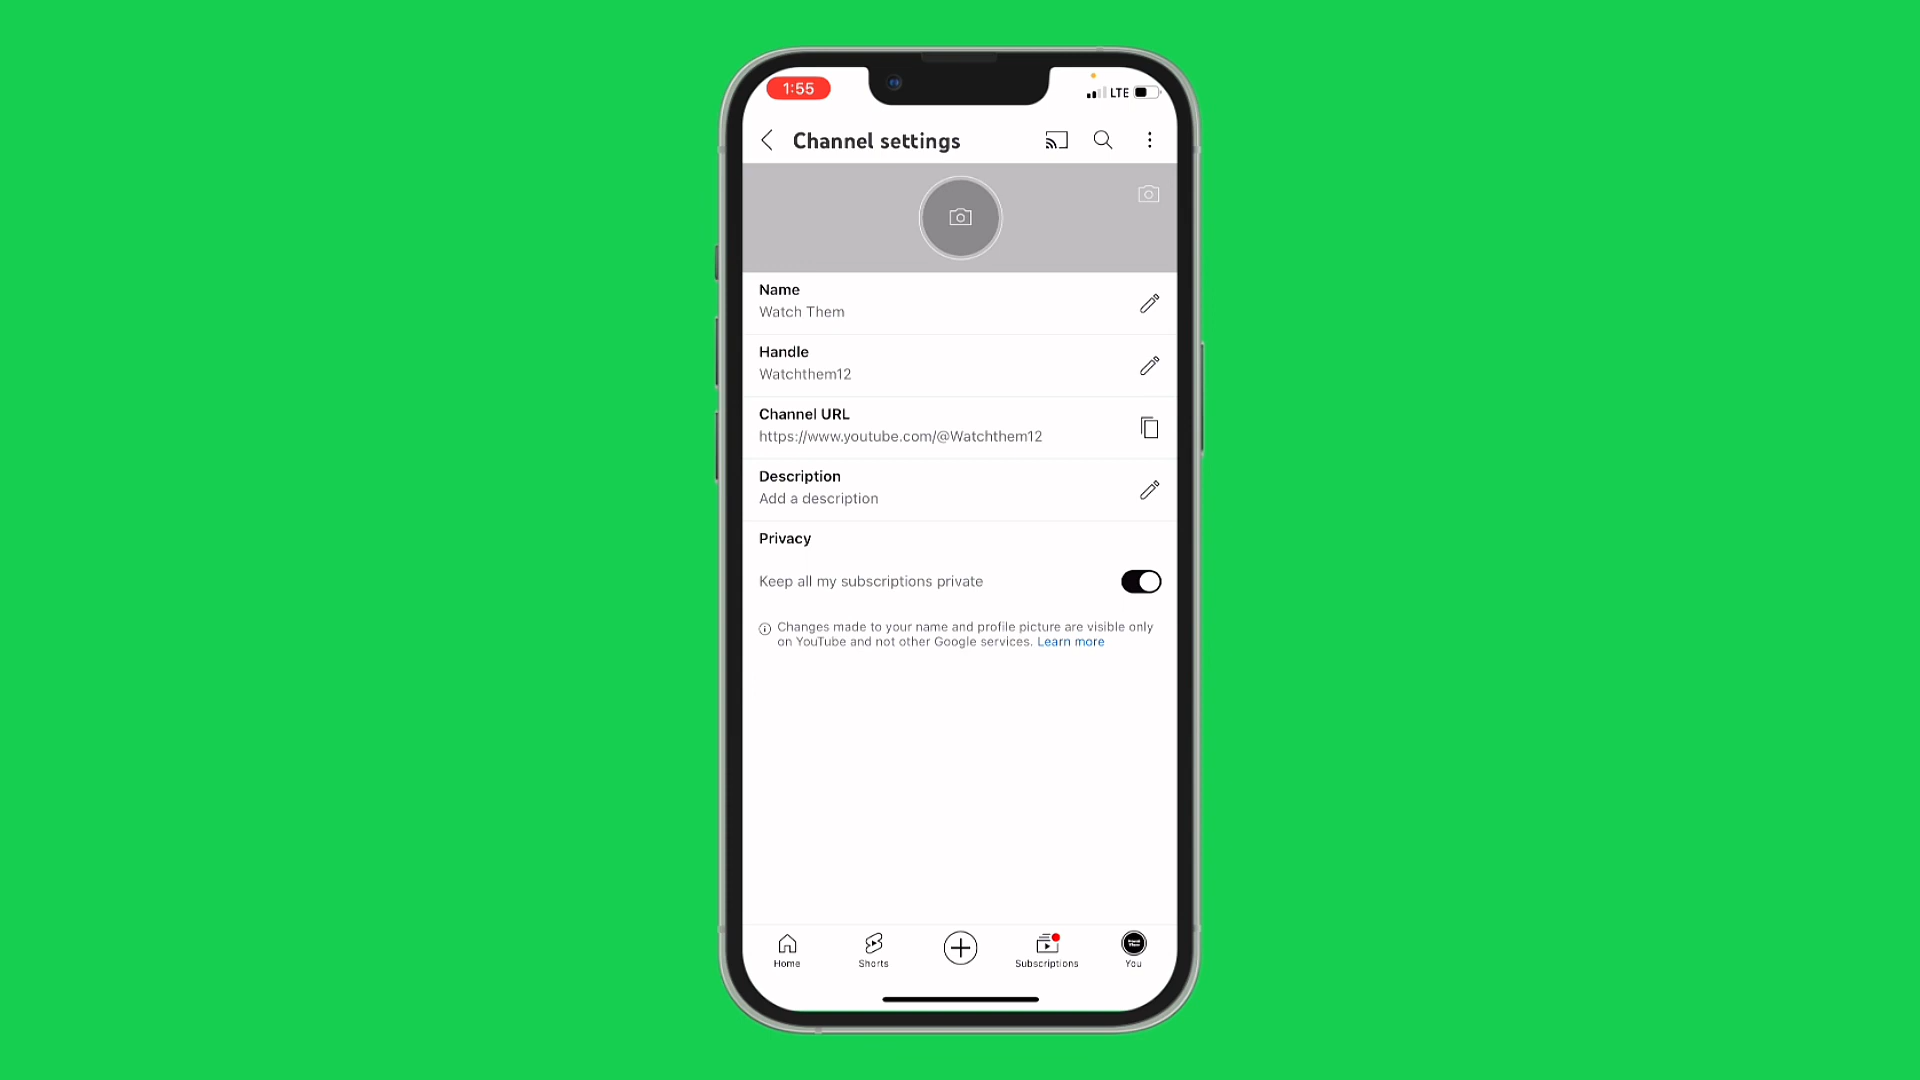 1:55
LTE
Channel settings
Name
Watch Them
Handle
Watchthem12
Channel URL
https://www.youtube.com/@Watchthem12
Description
Add a description
Privacy
Keep all my subscriptions private
Changes made to your name and profile picture are visible only
on YouTube and not other Google services. Learn more
Home
Shorts
Subscriptions
You